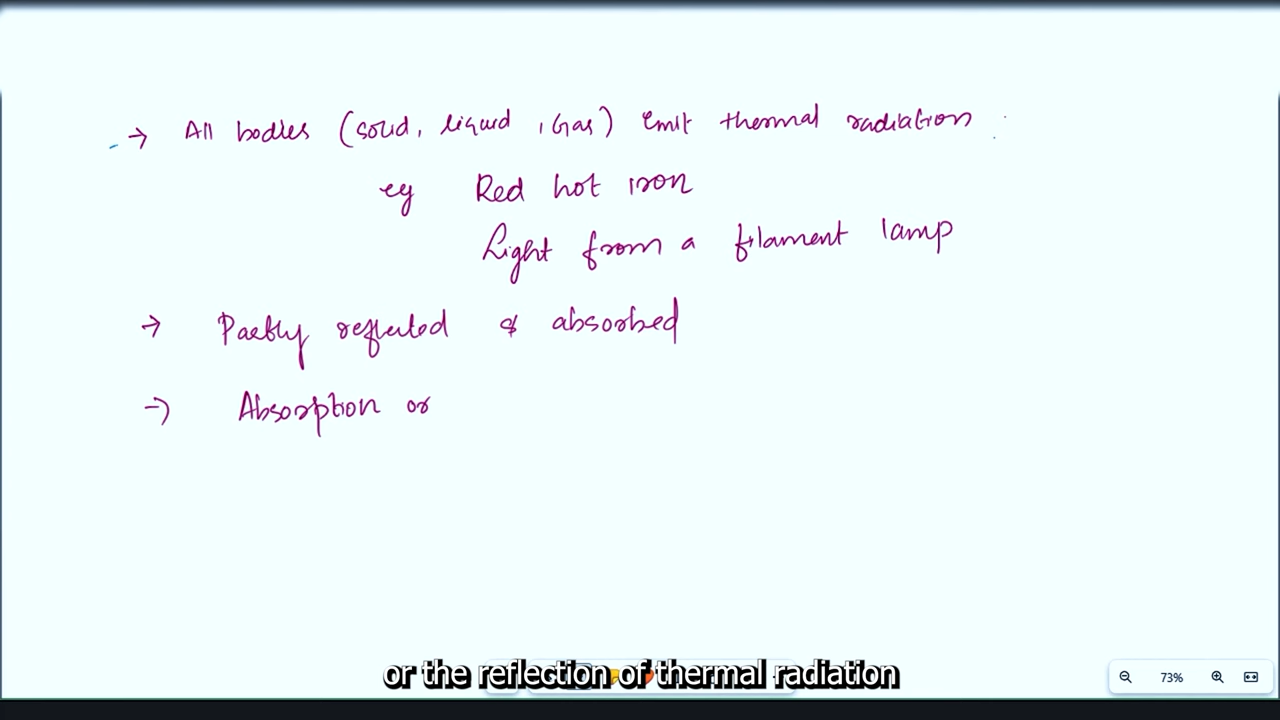 → All bodies (solid, liquid, Gas) emit thermal radiation
eg Red hot iron
Light from a filament lamp
→ Partly reflected & absorbed
→ Absorption or
or the reflection of thermal radiation
73%